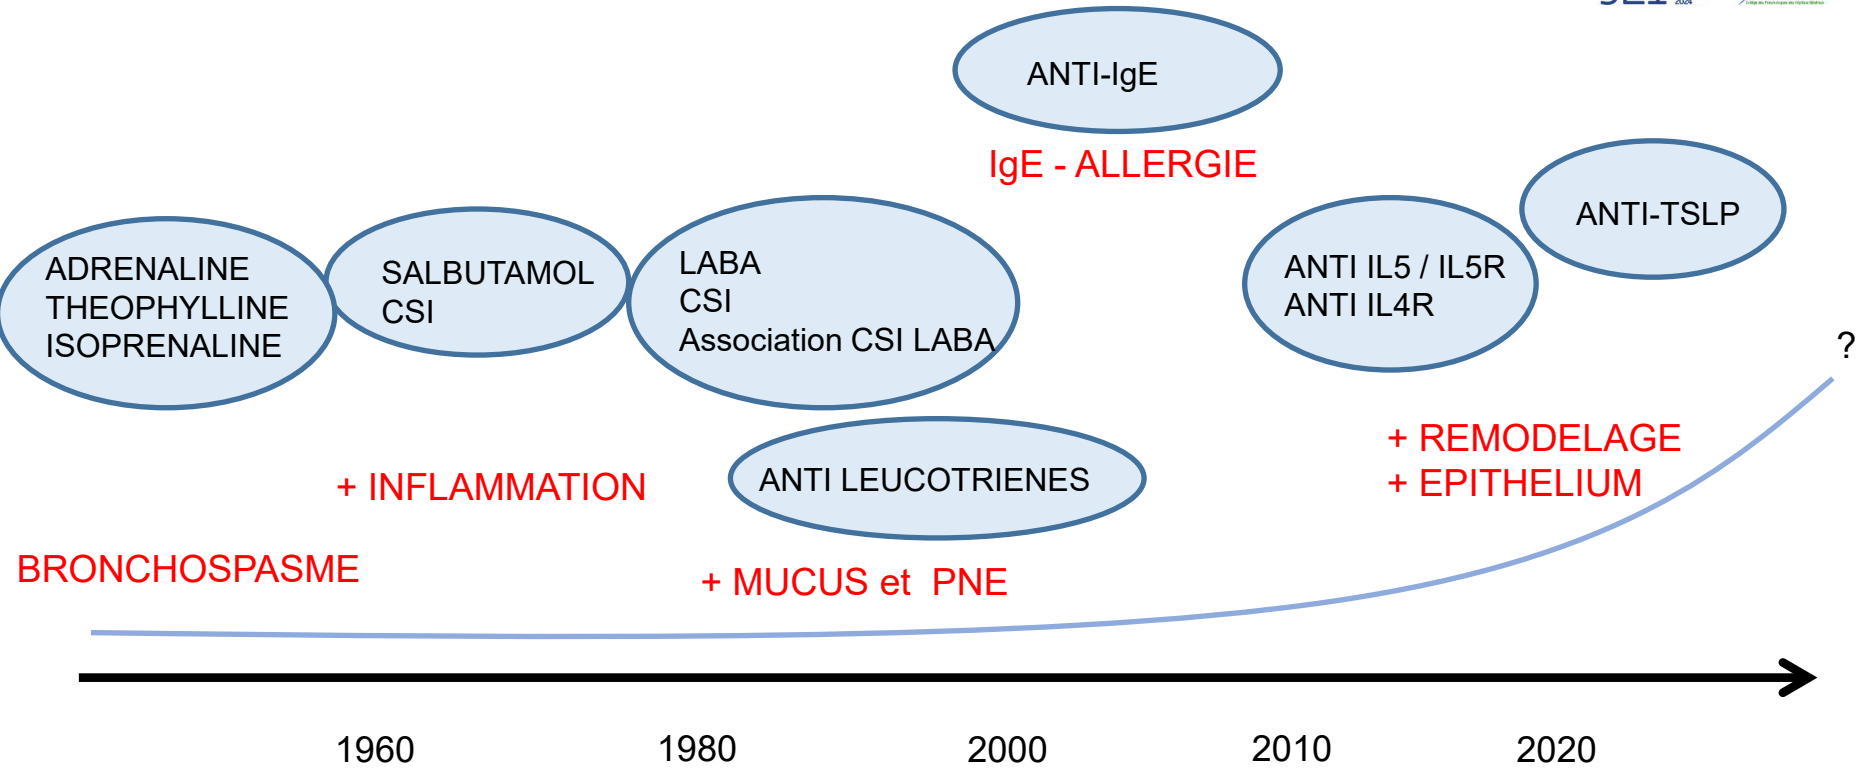 2024
ANTI-IgE
IgE - ALLERGIE
ANTI-TSLP
ADRENALINE
THEOPHYLLINE
ISOPRENALINE
SALBUTAMOL
CSI
LABA
CSI
Association CSI LABA
ANTI IL5 / IL5R
ANTI IL4R
?
+ REMODELAGE
+ EPITHELIUM
ANTI LEUCOTRIENES
+ INFLAMMATION
BRONCHOSPASME
+ MUCUS et PNE
1960
1980
2000
2010
2020